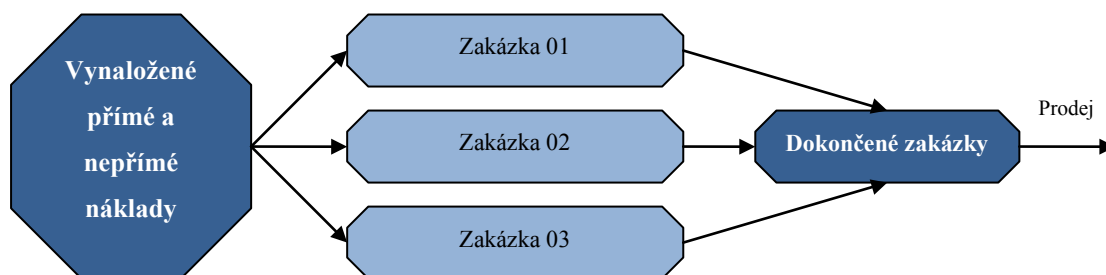 Vynaložené
přímé a
nepřímé
náklady
Zakázka 01
Zakázka 02
Zakázka 03
Dokončené zakázky
Prodej